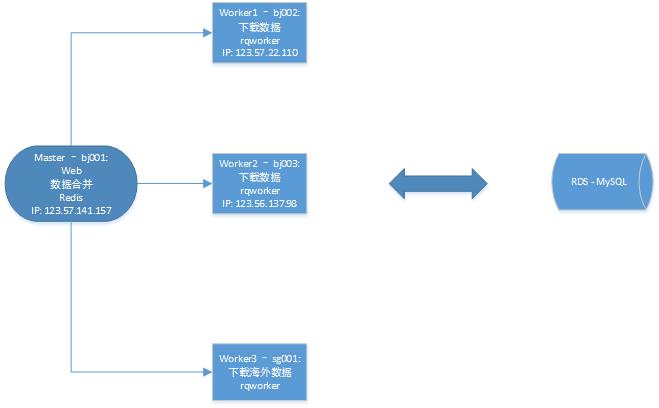 Worker1 – bj002:
下载数据
rqworker
IP: 123.57.22.110
Master – bj001:
Web
数据合并
Redis
IP: 123.57.141.157
Worker2 – bj003:
下载数据
rqworker
IP: 123.56.137.98
RDS - MySQL
Worker3 – sg001:
下载海外数据
rqworker